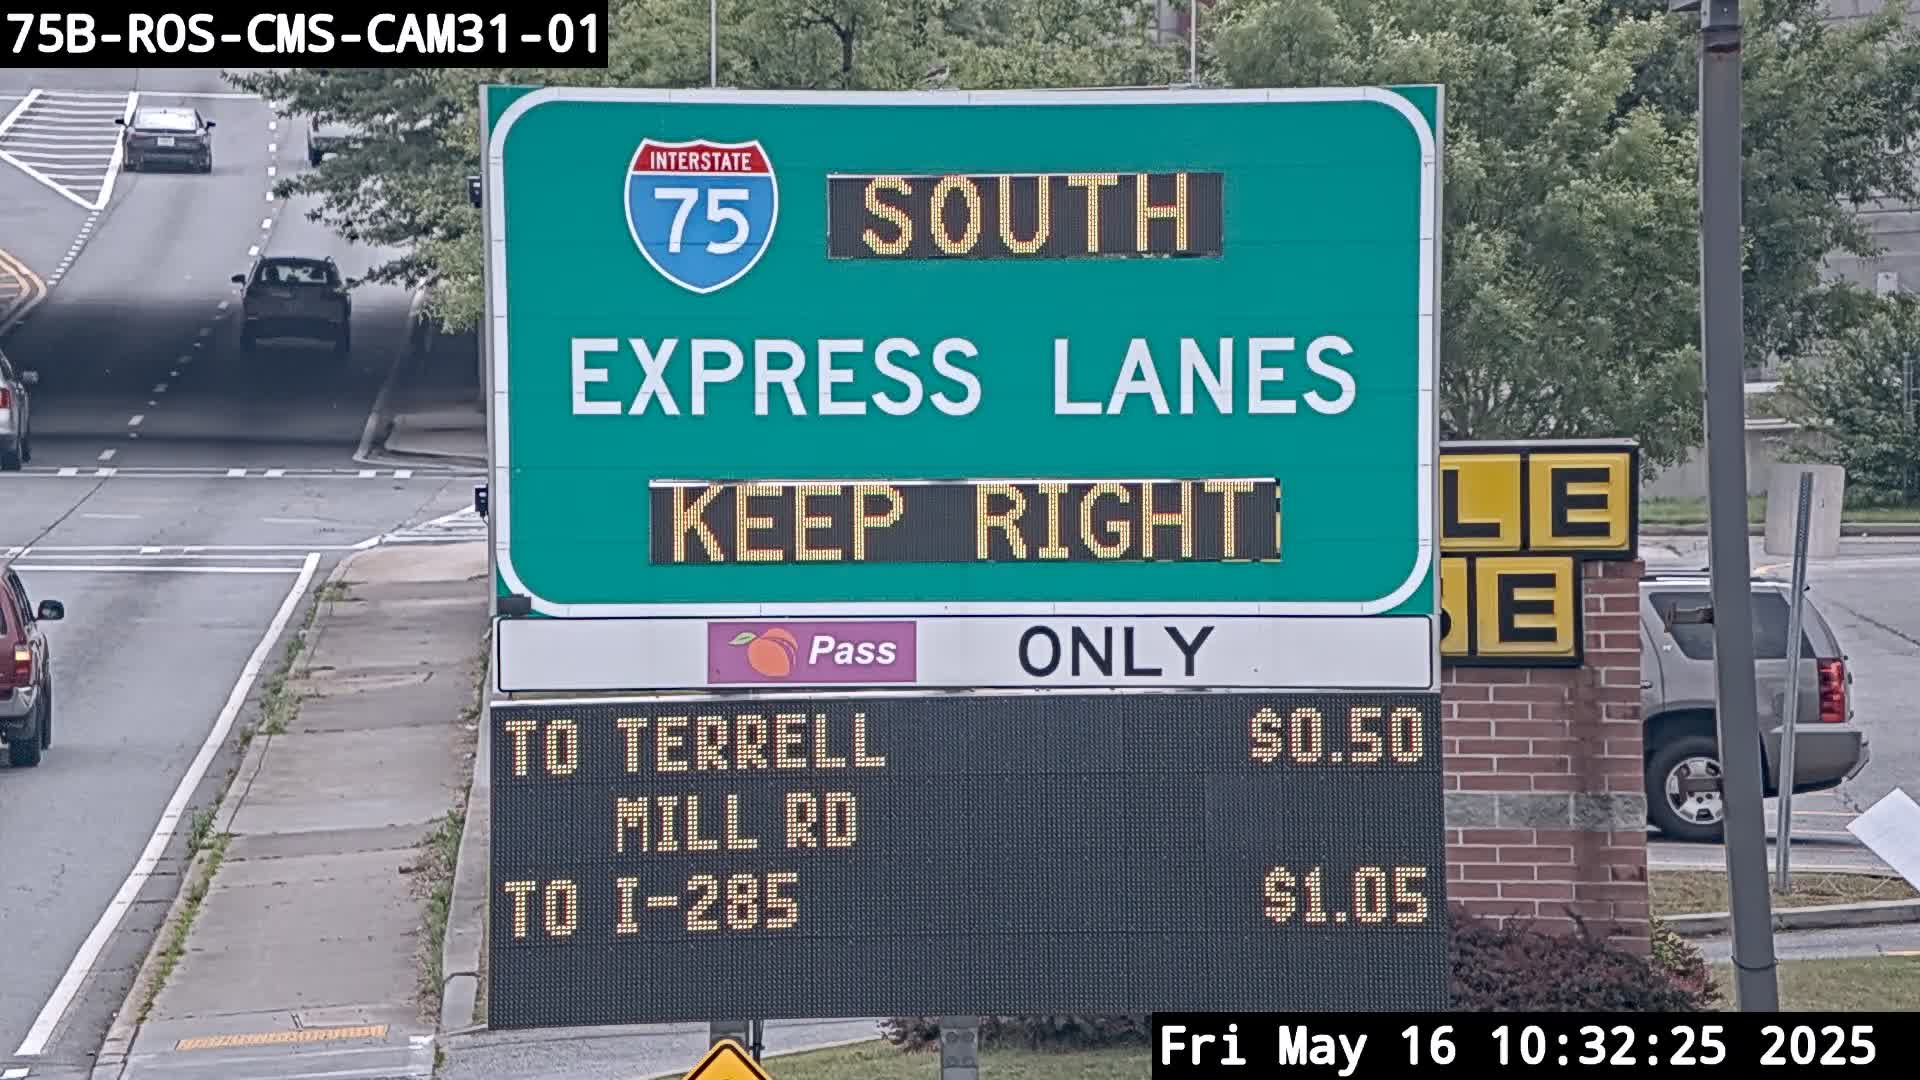 75B-ROS-CMS-CAM31-01
INTERSTATE
75
SOUTH
EXPRESS LANES
KEEP RIGHT
LE
E
Pass ONLY
TO TERRELL $0.50
MILL RD
TO I-285 $1.05
Fri May 16 10:32:25 2025